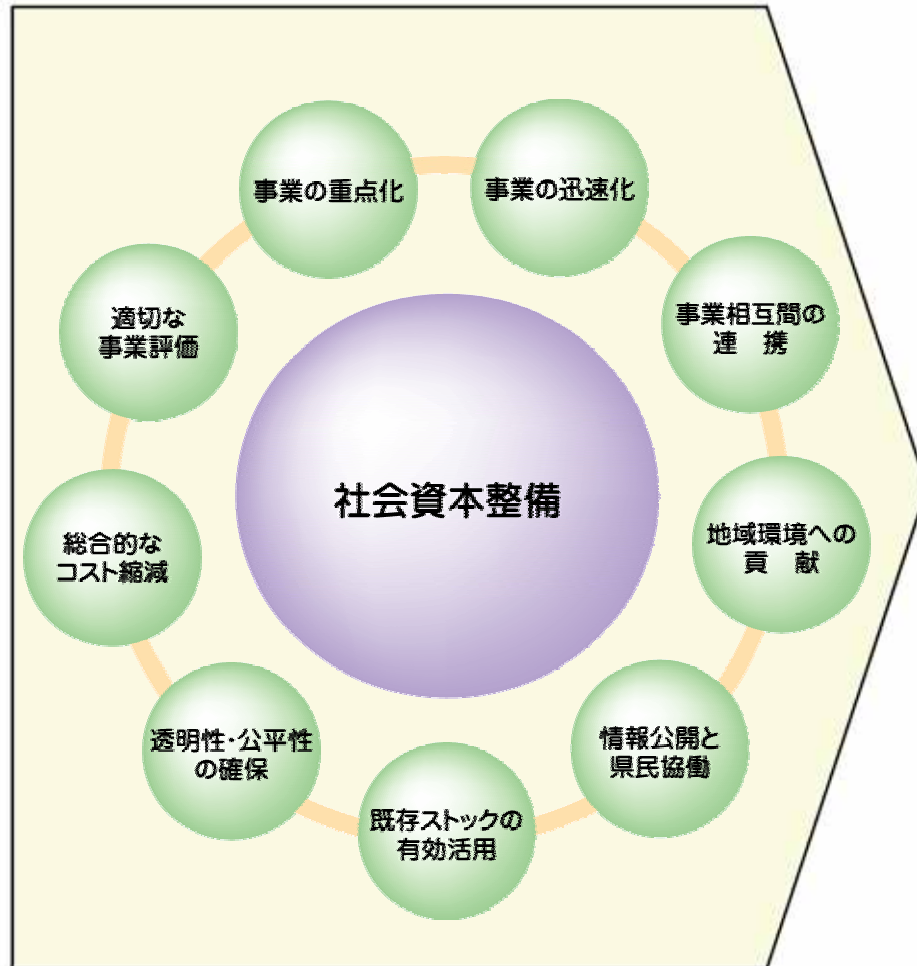 事業の重点化
事業の迅速化
適切な
事業評価
事業相互間の
連　携
社会資本整備
総合的な
コスト縮減
地域環境への
貢　献
透明性・公平性
の確保
情報公開と
県民協働
既存ストックの
有効活用